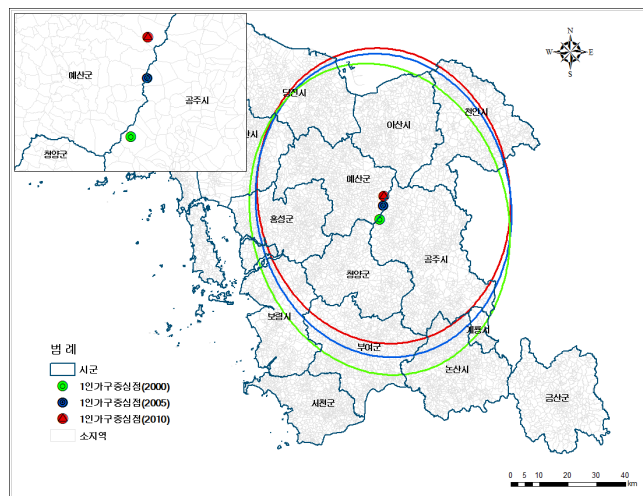 예산군
공주시
청양군
N
W E
S
당진시
천안시
아산시
산시
예산군
홍성군
청양군
공주시
보령시
계룡시
부여군
논산시
서천군
금산군
범 례
시군
1인가구중심점(2000)
1인가구중심점(2005)
1인가구중심점(2010)
소지역
0 5 10 20 30 40
km